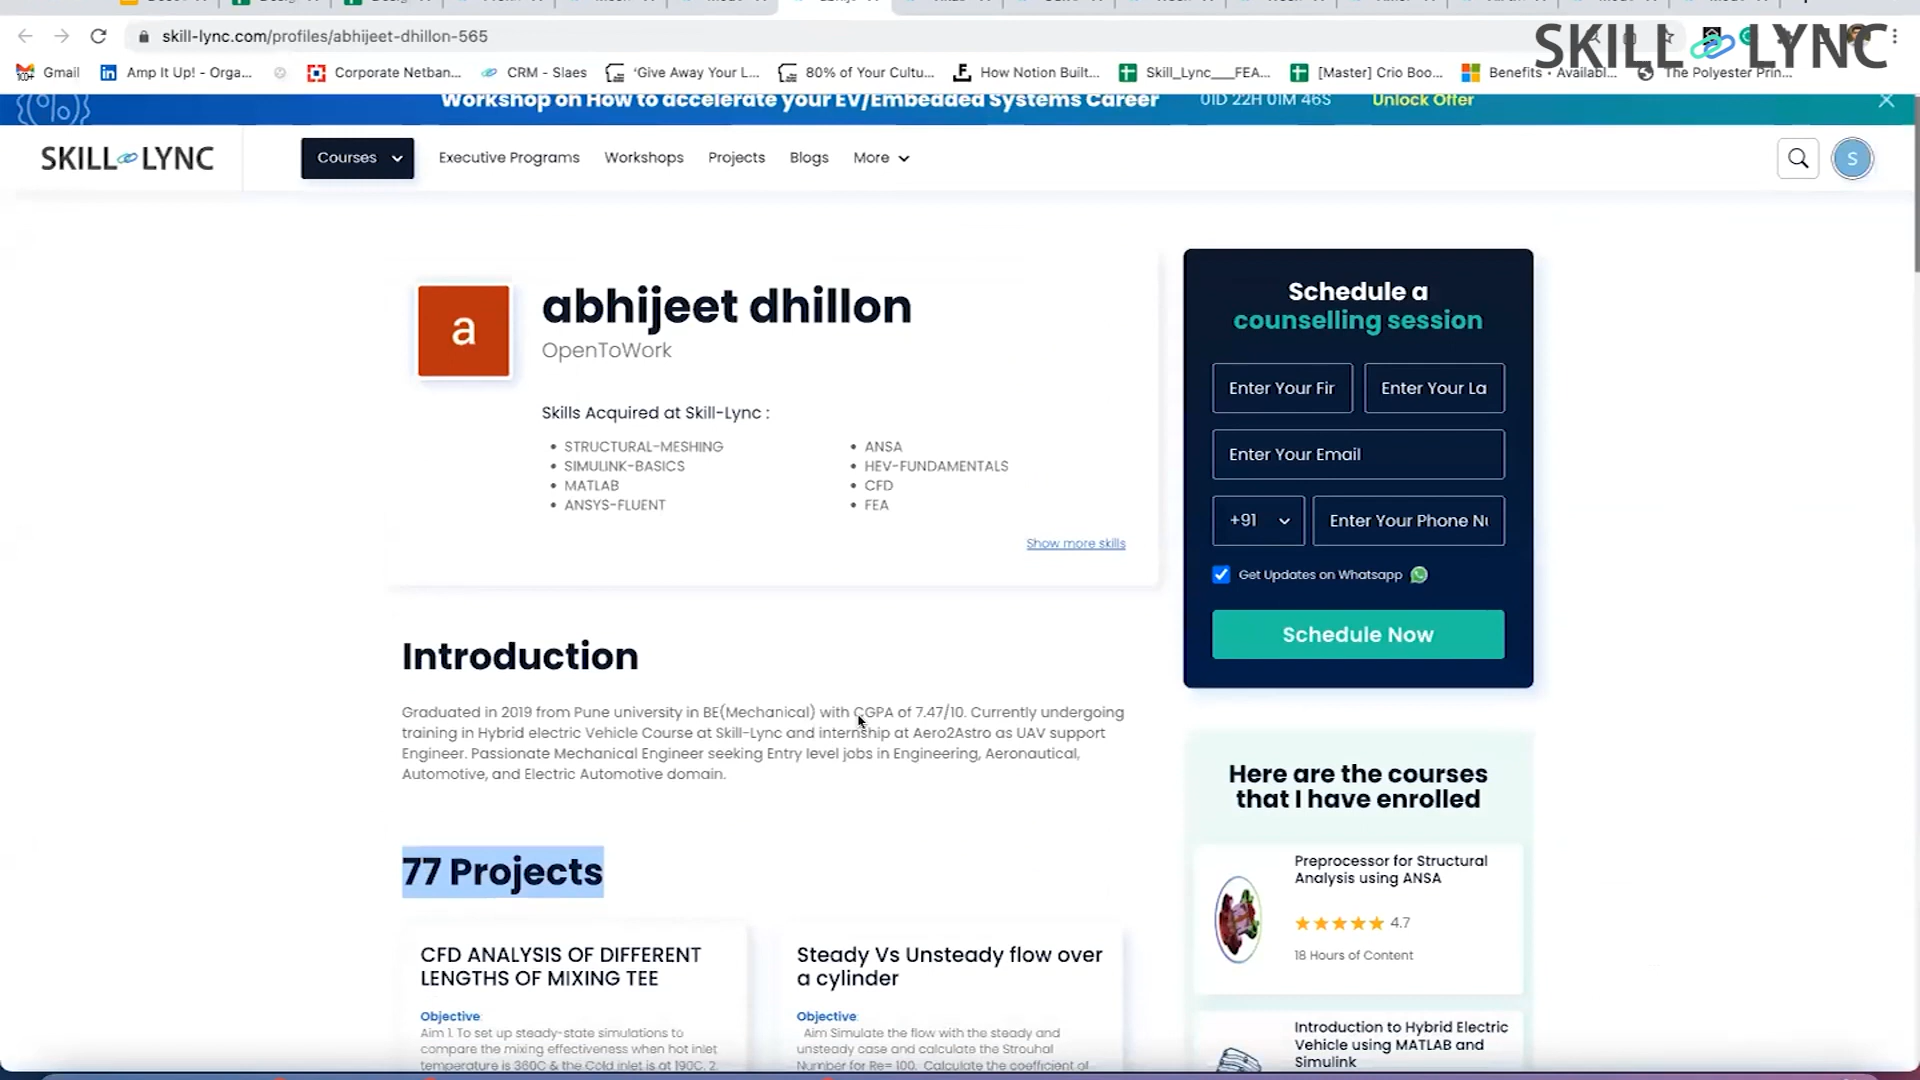 skill-lync.com/profiles/abhijeet-dhillon-565
SKILL LYNC
Gmail
Amp It Up! - Orga...
Corporate Netban...
CRM - Slaes
'Give Away Your L...
80% of Your Cultu...
How Notion Built...
Skill_Lync___FEA...
[Master] Crio Boo...
Benefits • Availabl...
The Polyester Prin...
Workshop on How to accelerate your EV/Embedded Systems Career
01D 22H 01M 46S
Unlock Offer
SKILL LYNC
Courses
Executive Programs
Workshops
Projects
Blogs
More
S
a
abhijeet dhillon
OpenToWork
Skills Acquired at Skill-Lync :
• STRUCTURAL-MESHING
• SIMULINK-BASICS
• MATLAB
• ANSYS-FLUENT
• ANSA
• HEV-FUNDAMENTALS
• CFD
• FEA
Show more skills
Schedule a
counselling session
Enter Your Fir
Enter Your La
Enter Your Email
+91
Enter Your Phone Nu
Get Updates on Whatsapp
Schedule Now
Introduction
Graduated in 2019 from Pune university in BE(Mechanical) with CGPA of 7.47/10. Currently undergoing
training in Hybrid electric Vehicle Course at Skill-Lync and internship at Aero2Astro as UAV support
Engineer. Passionate Mechanical Engineer seeking Entry level jobs in Engineering, Aeronautical,
Automotive, and Electric Automotive domain.
77 Projects
CFD ANALYSIS OF DIFFERENT
LENGTHS OF MIXING TEE
Objective:
Aim 1. To set up steady-state simulations to
compare the mixing effectiveness when hot inlet
temperature is 360C & the Cold inlet is at 190C. 2.
Steady Vs Unsteady flow over
a cylinder
Objective:
Aim Simulate the flow with the steady and
unsteady case and calculate the Strouhal
Number for Re= 100. Calculate the coefficient of
Here are the courses
that I have enrolled
Preprocessor for Structural
Analysis using ANSA
4.7
18 Hours of Content
Introduction to Hybrid Electric
Vehicle using MATLAB and
Simulink